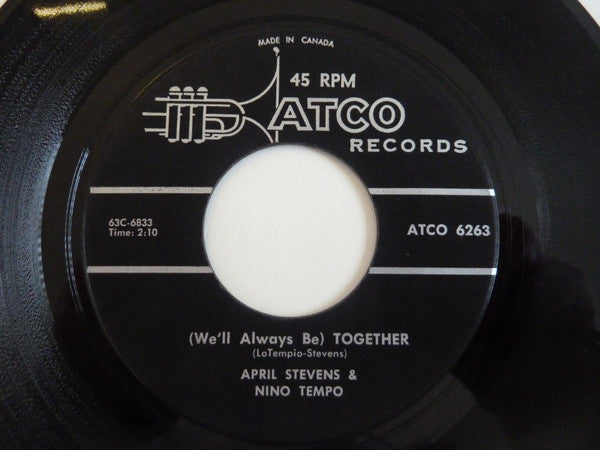 MADE IN CANADA
45 RPM
ATCO
RECORDS
63C-6833
Time: 2:10
ATCO 6263
(We'll Always Be) TOGETHER
(LoTempio-Stevens)
APRIL STEVENS &
NINO TEMPO